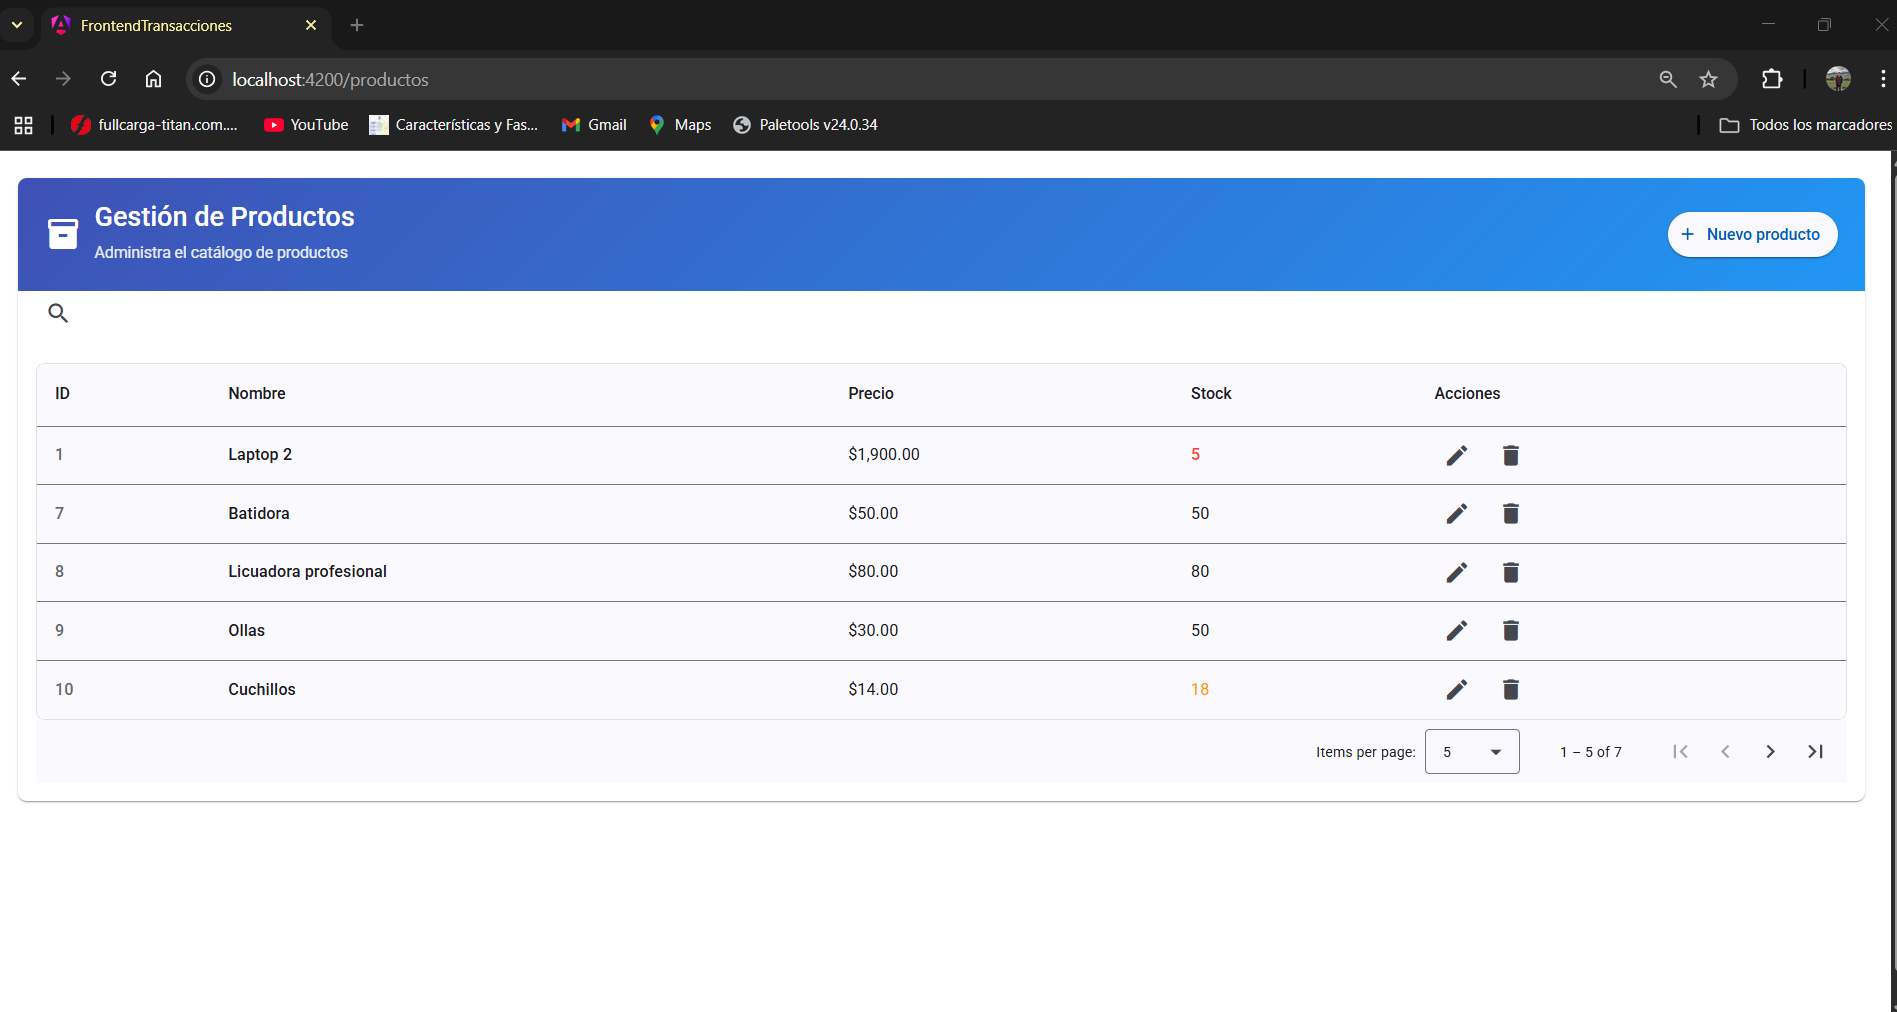 FrontendTransacciones
localhost:4200/productos
fullcarga-titan.com.... YouTube Características y Fas... Gmail Maps Paletools v24.0.34 Todos los marcadores
Gestión de Productos
Administra el catálogo de productos
+ Nuevo producto
ID Nombre Precio Stock Acciones
1 Laptop 2 $1,900.00 5
7 Batidora $50.00 50
8 Licuadora profesional $80.00 80
9 Ollas $30.00 50
10 Cuchillos $14.00 18
Items per page: 5 1 – 5 of 7